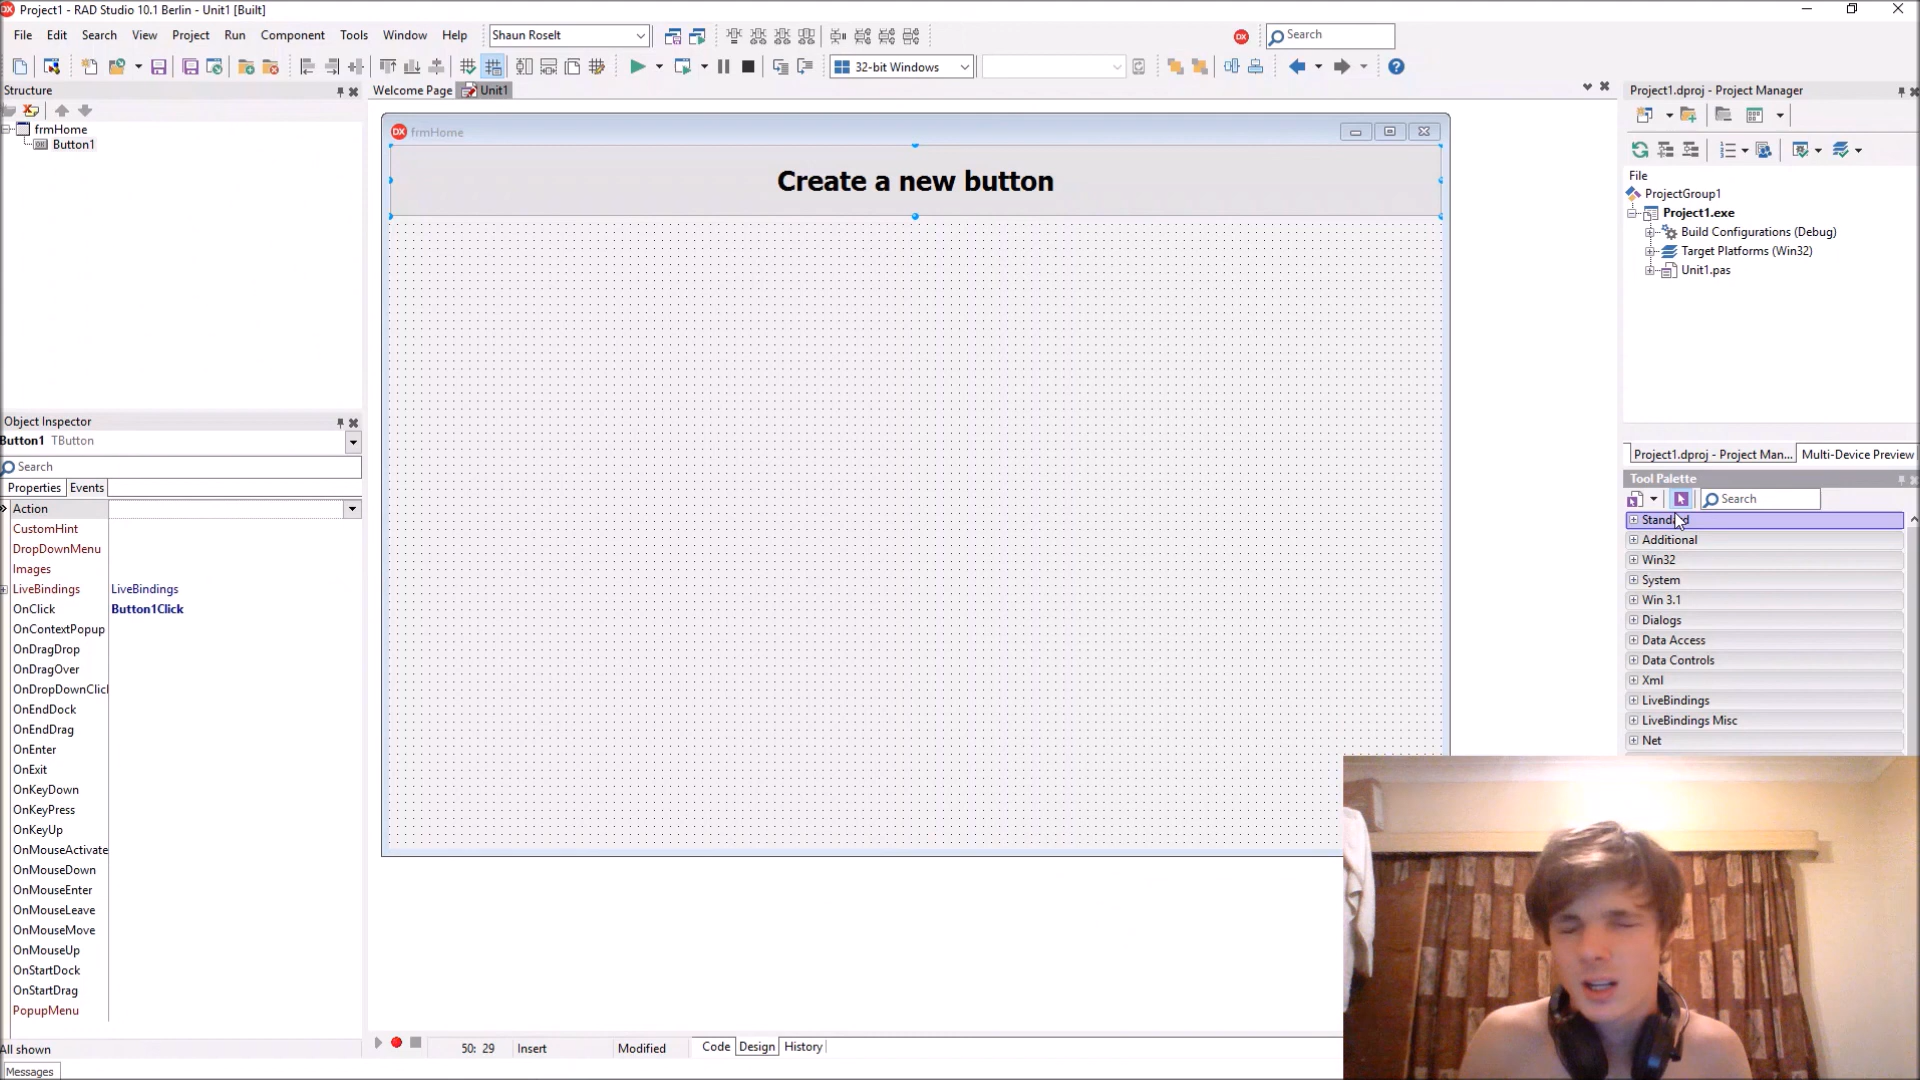 Project1 - RAD Studio 10.1 Berlin - Unit1 [Built]
File Edit Search View Project Run Component Tools Window Help Shaun Roselt Search
32-bit Windows
Structure
frmHome
Button1
Object Inspector
Button1 TButton
Search
Properties Events
Action
CustomHint
DropDownMenu
Images
LiveBindings LiveBindings
OnClick Button1Click
OnContextPopup
OnDragDrop
OnDragOver
OnDropDownClic
OnEndDock
OnEndDrag
OnEnter
OnExit
OnKeyDown
OnKeyPress
OnKeyUp
OnMouseActivate
OnMouseDown
OnMouseEnter
OnMouseLeave
OnMouseMove
OnMouseUp
OnStartDock
OnStartDrag
PopupMenu
All shown
Messages
Welcome Page Unit1
frmHome
Create a new button
50: 29 Insert Modified Code Design History
Project1.dproj - Project Manager
File
ProjectGroup1
Project1.exe
Build Configurations (Debug)
Target Platforms (Win32)
Unit1.pas
Project1.dproj - Project Man... Multi-Device Preview
Tool Palette
Search
Standard
Additional
Win32
System
Win 3.1
Dialogs
Data Access
Data Controls
Xml
LiveBindings
LiveBindings Misc
Net